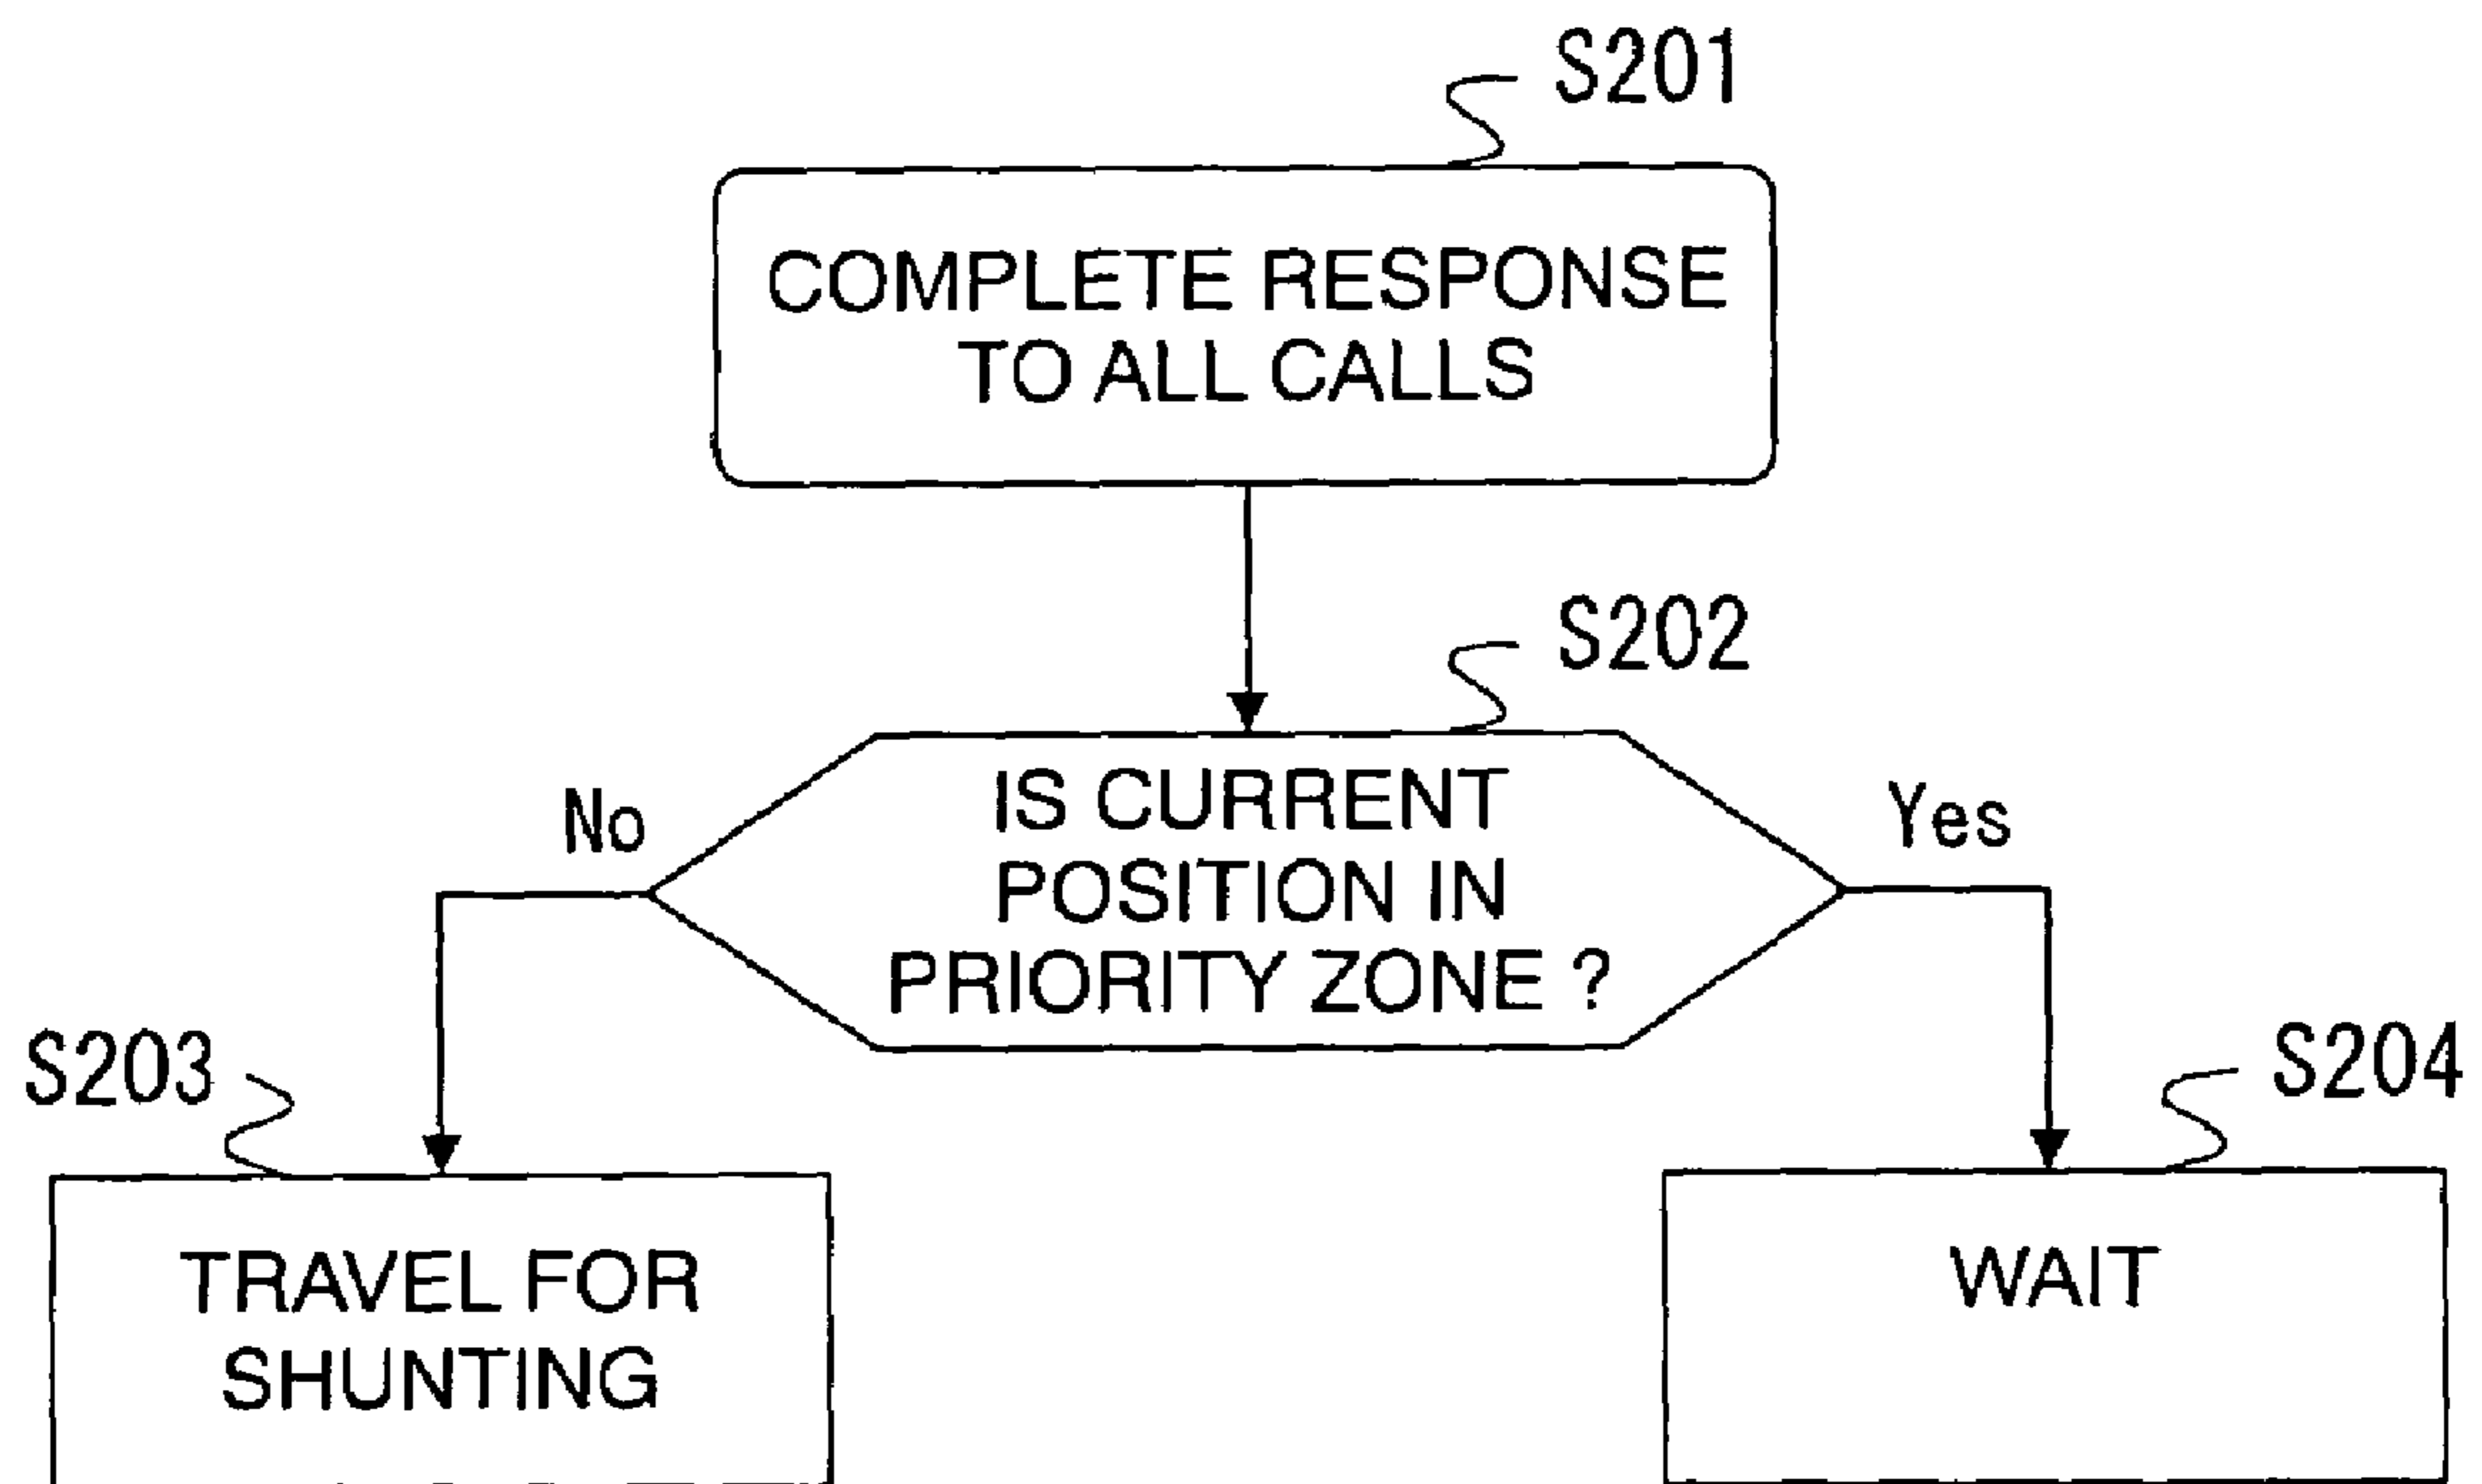 S201
COMPLETE RESPONSE
TO ALL CALLS
S202
IS CURRENT
POSITION IN
PRIORITY ZONE ?
No
Yes
S203
TRAVEL FOR
SHUNTING
S204
WAIT